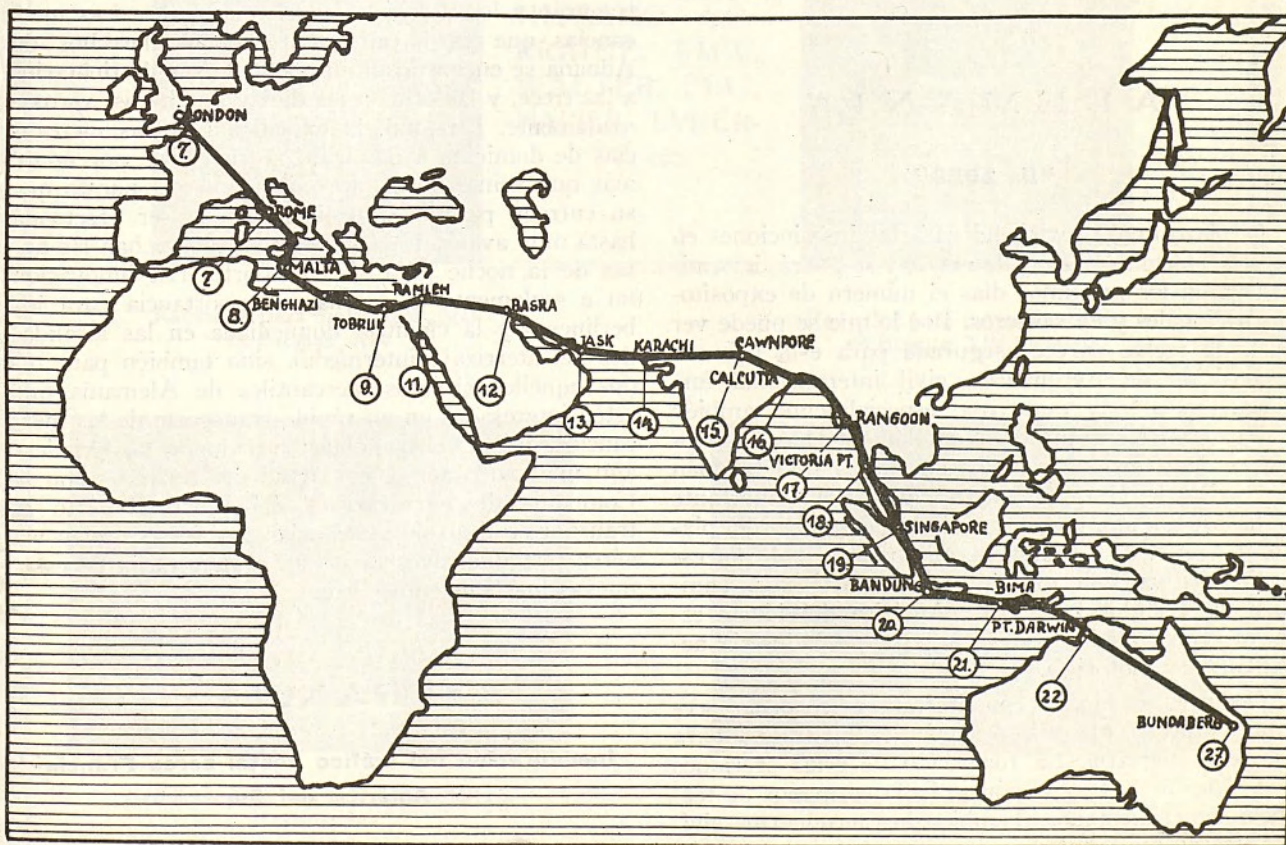 LONDON
7.
ROME
7
MALTA
8.
BENGHAZI
TOBRUK
9.
RAMLEH
11.
BASRA
12.
JASK
13.
KARACHI
14.
CAWNPORE
CALCUTTA
15
16
RANGOON
17.
VICTORIA PT.
18.
SINGAPORE
19.
BANDUNG
20.
BIMA
21.
PT. DARWIN
22
BUNDABERG
27.